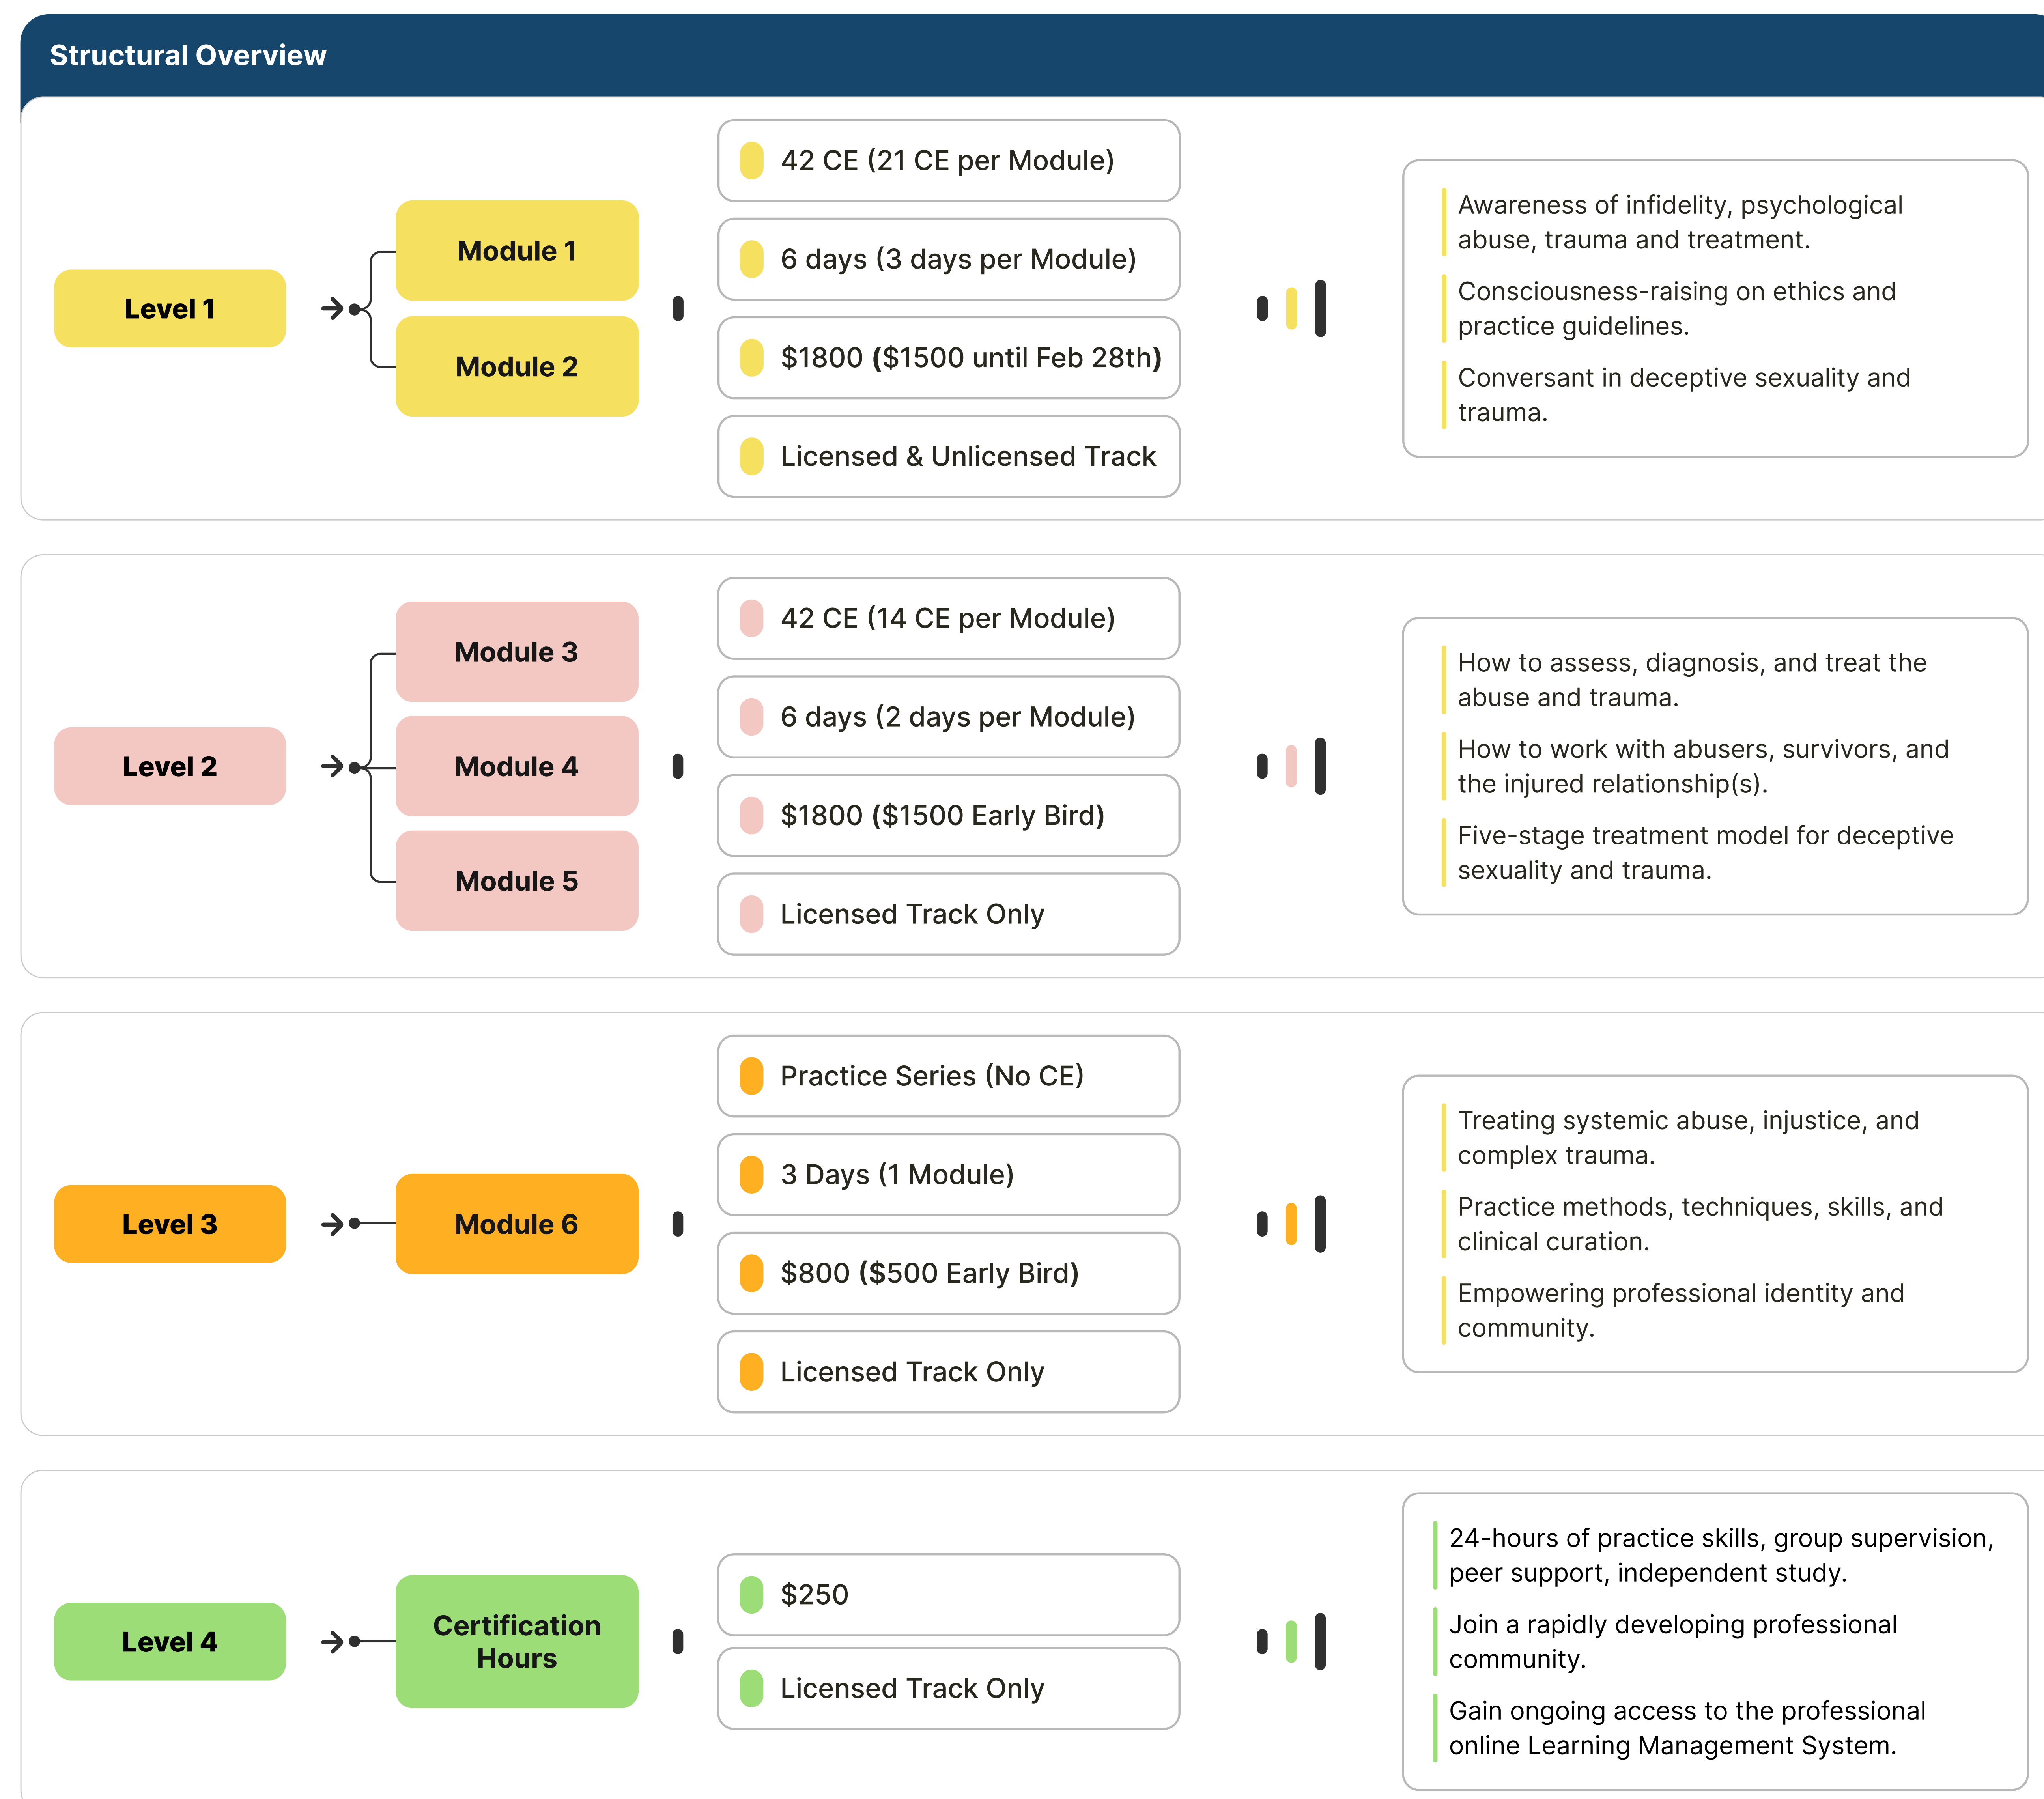 Structural Overview
Level 1
Module 1
Module 2
42 CE (21 CE per Module)
6 days (3 days per Module)
$1800 ($1500 until Feb 28th)
Licensed & Unlicensed Track
Awareness of infidelity, psychological
abuse, trauma and treatment.
Consciousness-raising on ethics and
practice guidelines.
Conversant in deceptive sexuality and
trauma.
Level 2
Module 3
Module 4
Module 5
42 CE (14 CE per Module)
6 days (2 days per Module)
$1800 ($1500 Early Bird)
Licensed Track Only
How to assess, diagnosis, and treat the
abuse and trauma.
How to work with abusers, survivors, and
the injured relationship(s).
Five-stage treatment model for deceptive
sexuality and trauma.
Level 3
Module 6
Practice Series (No CE)
3 Days (1 Module)
$800 ($500 Early Bird)
Licensed Track Only
Treating systemic abuse, injustice, and
complex trauma.
Practice methods, techniques, skills, and
clinical curation.
Empowering professional identity and
community.
Level 4
Certification
Hours
$250
Licensed Track Only
24-hours of practice skills, group supervision,
peer support, independent study.
Join a rapidly developing professional
community.
Gain ongoing access to the professional
online Learning Management System.